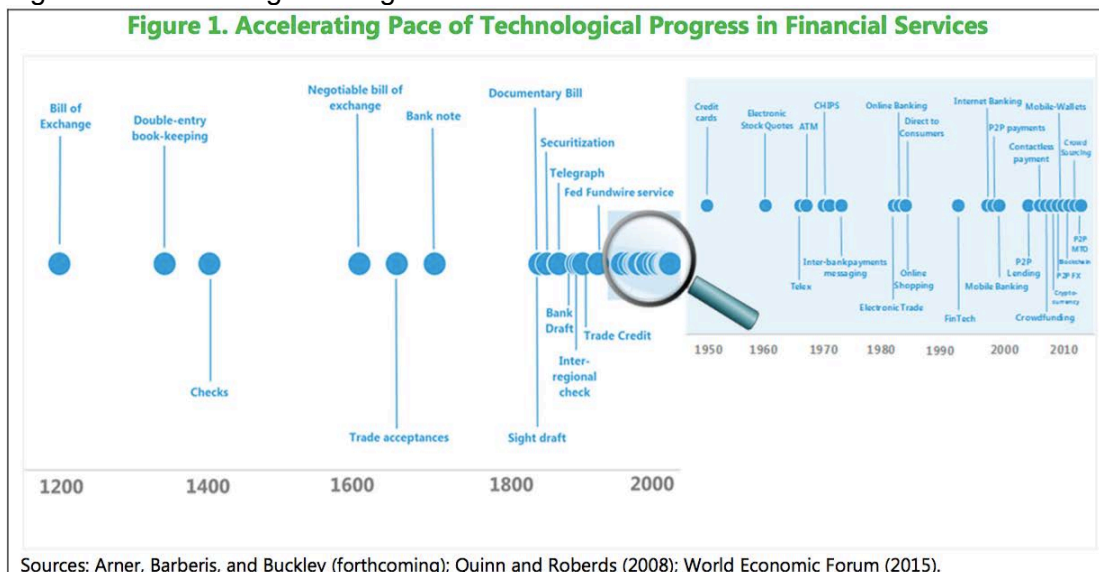 Figure 1. Accelerating Pace of Technological Progress in Financial Services
Bill of
Exchange
Double-entry
book-keeping
Negotiable bill of
exchange
Bank note
Documentary Bill
Securitization
Telegraph
Fed Fundwire service
Checks
Trade acceptances
Sight draft
Bank
Draft
Inter-
regional
check
Trade Credit
1200
1400
1600
1800
2000
Credit
cards
Electronic
Stock Quotes
ATM
CHIPS
Online Banking
Direct to
Consumers
Internet Banking
P2P payments
Mobile-Wallets
Contactless
payment
Crowd
Sourcing
Telex
Inter-bankpayments
messaging
Electronic Trade
Online
Shopping
FinTech
Mobile Banking
P2P
Lending
Crowdfunding
Crypto-
currency
P2P FX
Blockchain
P2P
MTO
1950
1960
1970
1980
1990
2000
2010
Sources: Arner, Barberis, and Buckley (forthcoming); Quinn and Roberds (2008); World Economic Forum (2015).